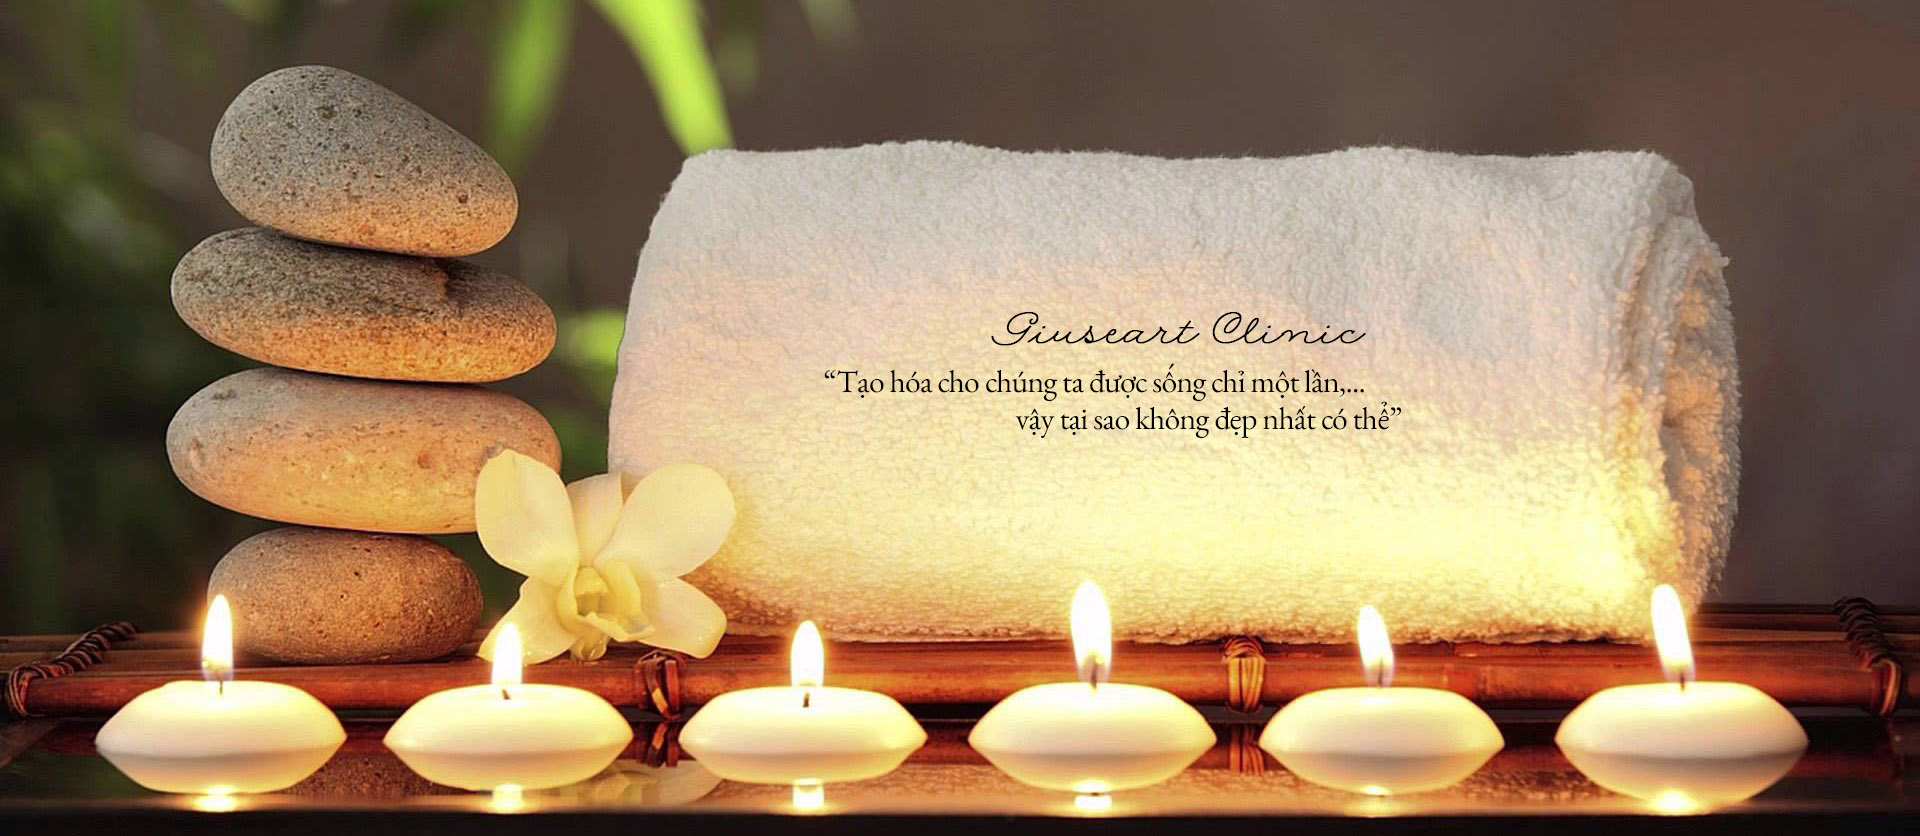 Giuseart Clinic
“Tạo hóa cho chúng ta được sống chỉ một lần,...
vậy tại sao không đẹp nhất có thể”